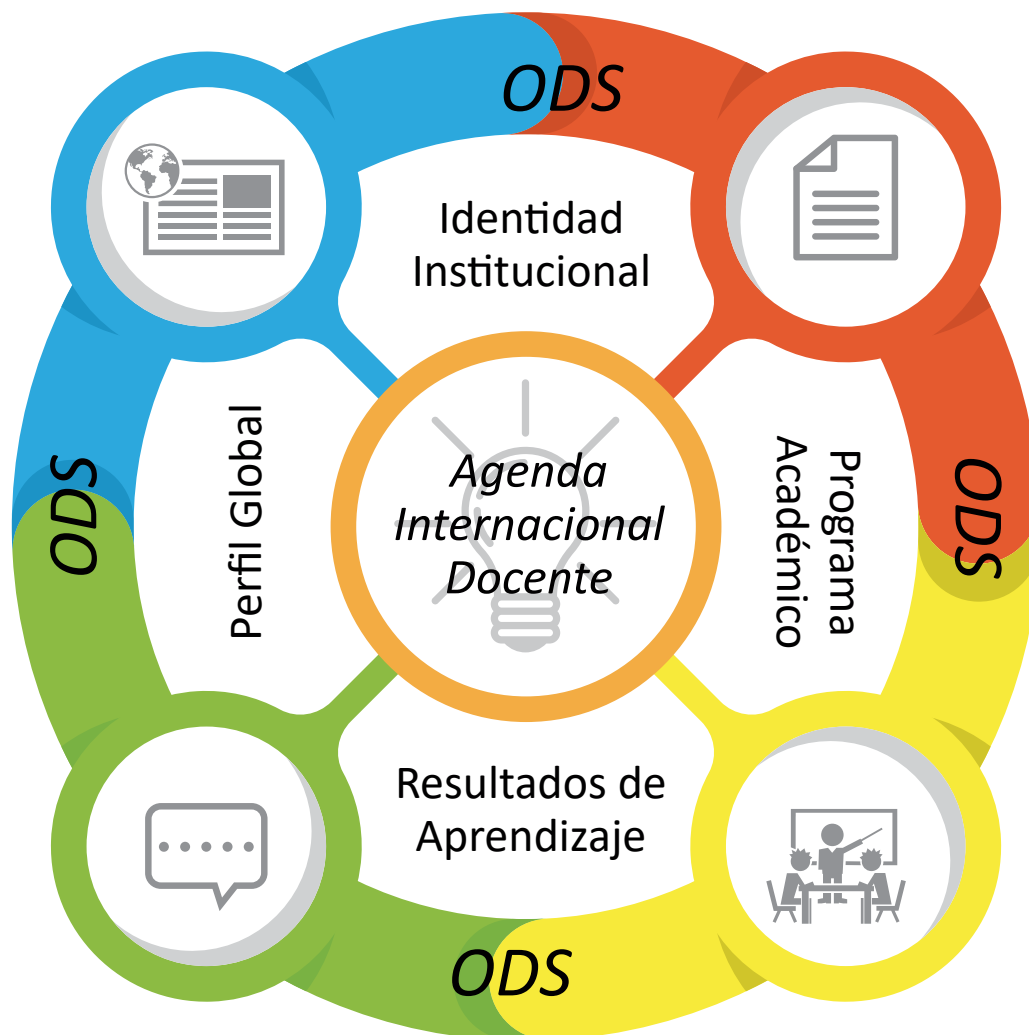 ODS
Identidad
Institucional
Perfil Global
ODS
Agenda
Internacional
Docente
Programa
Académico
ODS
Resultados de
Aprendizaje
ODS